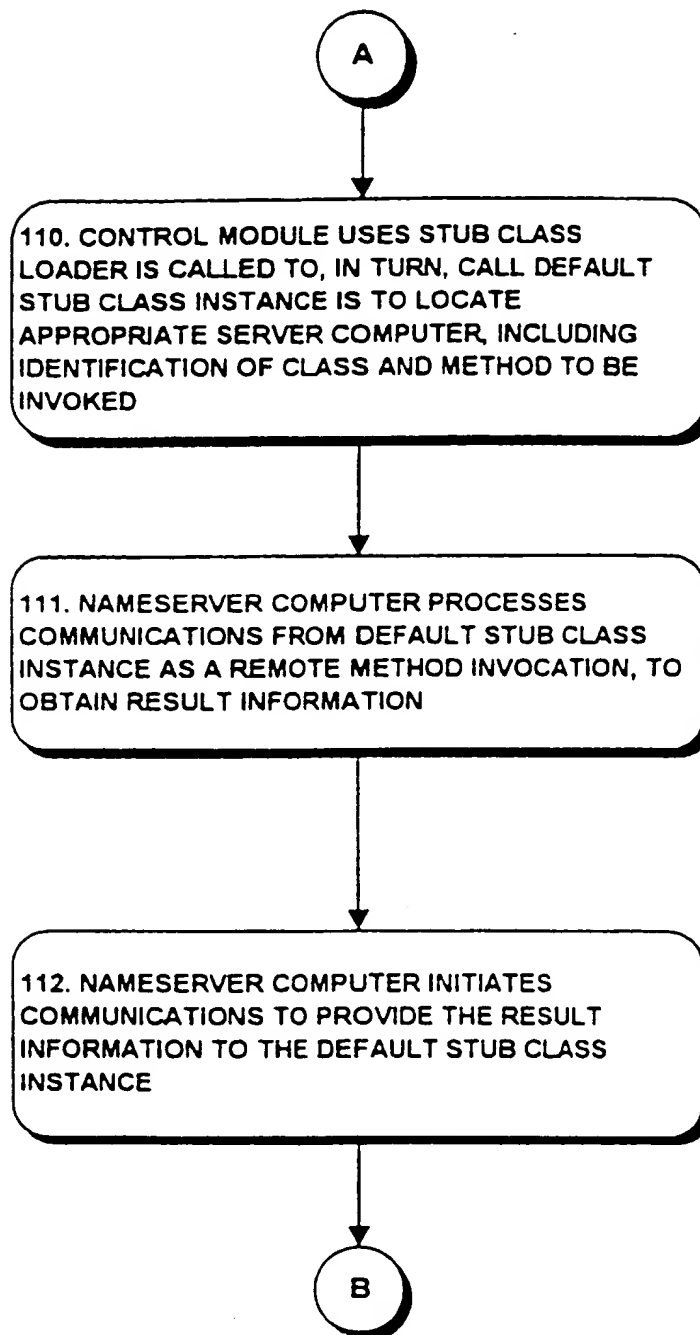 A
110. CONTROL MODULE USES STUB CLASS
LOADER IS CALLED TO, IN TURN, CALL DEFAULT
STUB CLASS INSTANCE IS TO LOCATE
APPROPRIATE SERVER COMPUTER, INCLUDING
IDENTIFICATION OF CLASS AND METHOD TO BE
INVOKED
111. NAMESERVER COMPUTER PROCESSES
COMMUNICATIONS FROM DEFAULT STUB CLASS
INSTANCE AS A REMOTE METHOD INVOCATION, TO
OBTAIN RESULT INFORMATION
112. NAMESERVER COMPUTER INITIATES
COMMUNICATIONS TO PROVIDE THE RESULT
INFORMATION TO THE DEFAULT STUB CLASS
INSTANCE
B